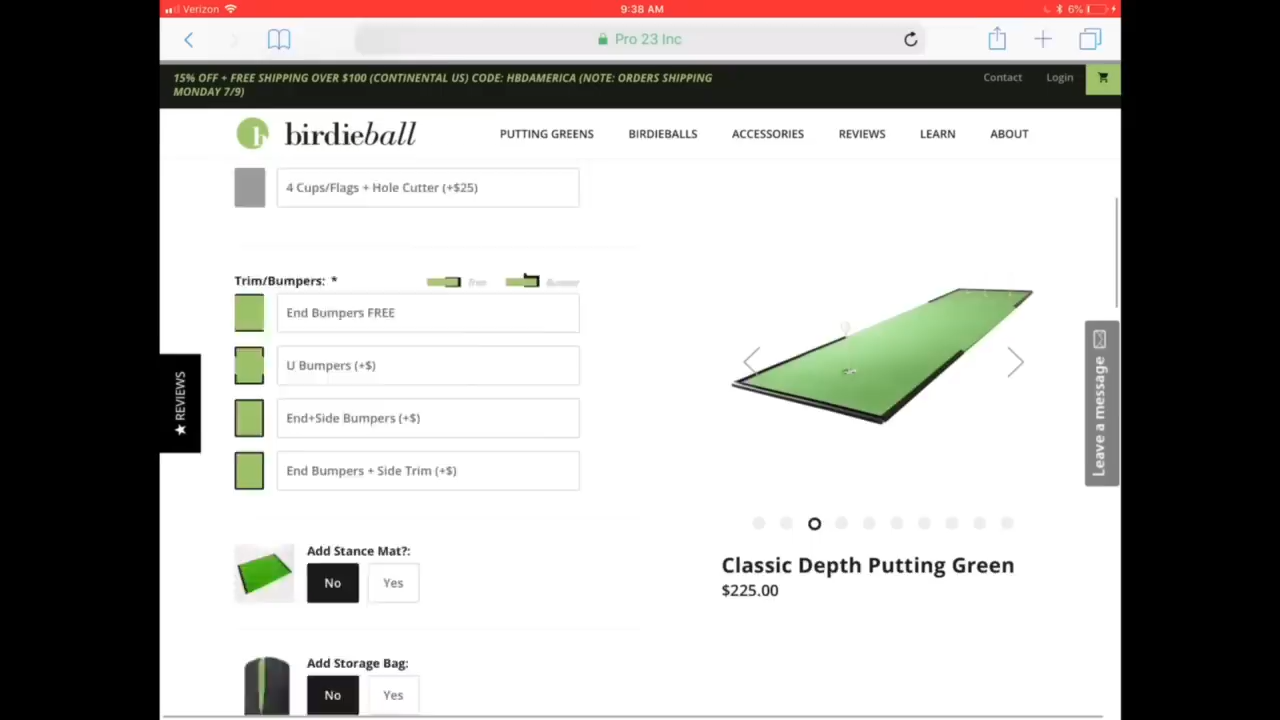 Verizon
9:38 AM
6%
Pro 23 Inc
15% OFF + FREE SHIPPING OVER $100 (CONTINENTAL US) CODE: HBDAMERICA (NOTE: ORDERS SHIPPING
MONDAY 7/9)
Contact
Login
birdieball
PUTTING GREENS
BIRDIEBALLS
ACCESSORIES
REVIEWS
LEARN
ABOUT
4 Cups/Flags + Hole Cutter (+$25)
Trim/Bumpers: *
Trim
Bumper
End Bumpers FREE
U Bumpers (+$)
End+Side Bumpers (+$)
End Bumpers + Side Trim (+$)
★ REVIEWS
Leave a message
Add Stance Mat?:
No
Yes
Classic Depth Putting Green
$225.00
Add Storage Bag:
No
Yes